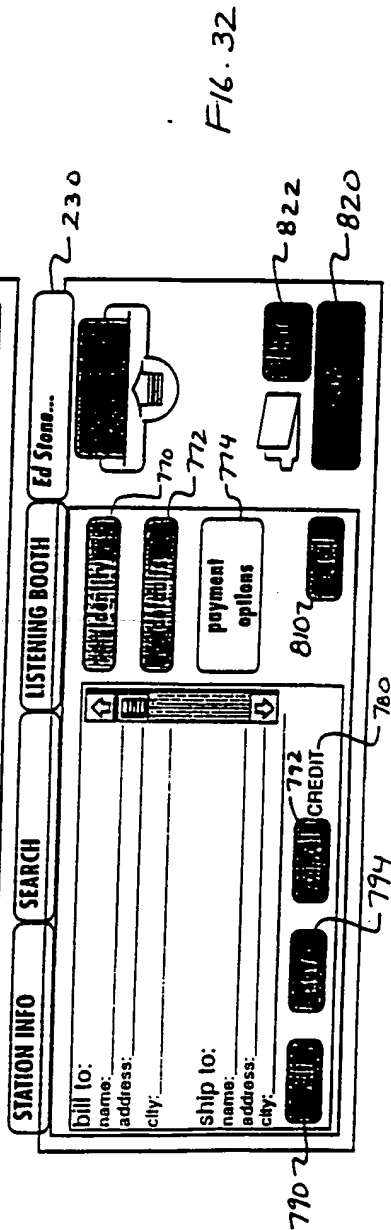 FIG. 32
STATION INFO
SEARCH
LISTENING BOOTH
Ed Stone...
230
bill to:
name:
address:
city:
ship to:
name:
address:
city:
770
772
payment options
774
790
794
792
CREDIT
780
810
822
820